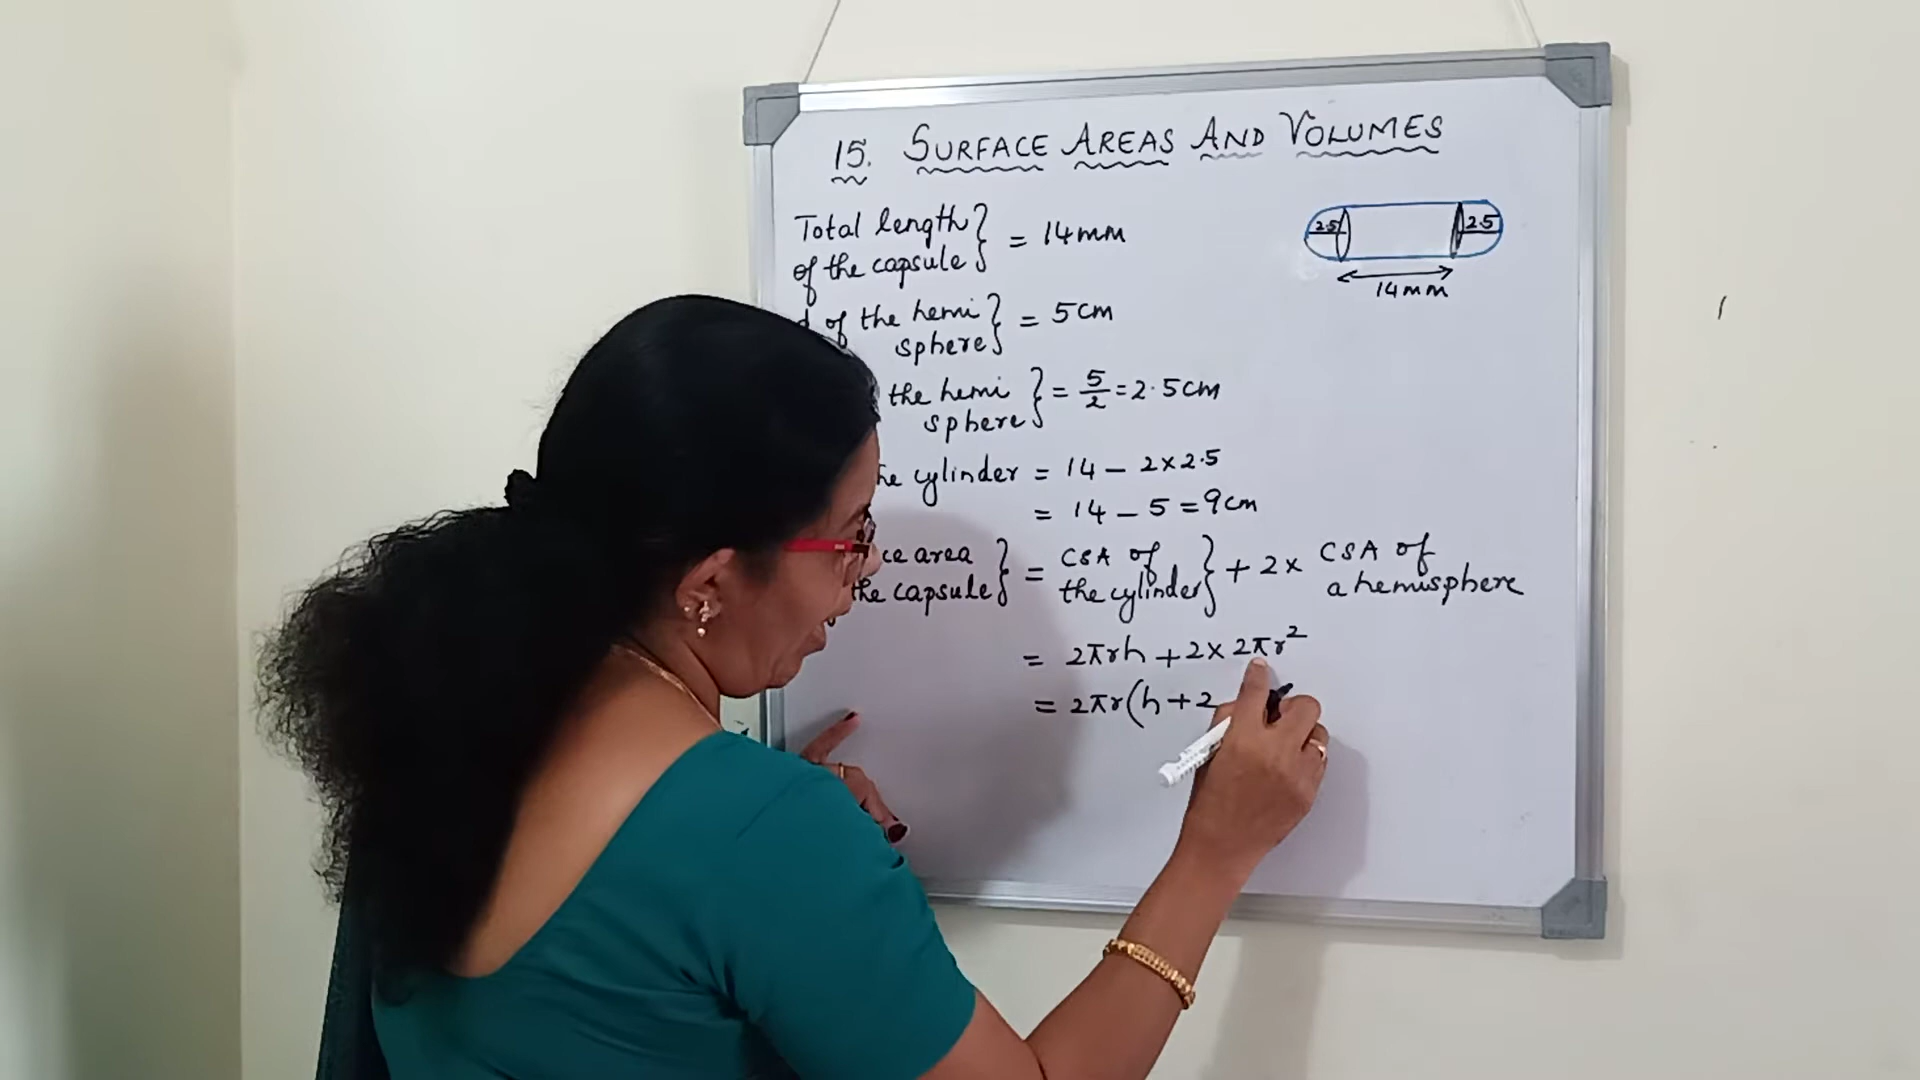 15. SURFACE AREAS AND VOLUMES
Total length
of the capsule } = 14mm
2.5 2.5
14mm
of the hemi
sphere } = 5cm
the hemi
sphere } = 5/2 = 2.5cm
the cylinder = 14 - 2×2.5
= 14 - 5 = 9cm
area
the capsule } = CSA of the cylinder } + 2× CSA of a hemisphere
= 2πrh + 2× 2πr²
= 2πr(h+2